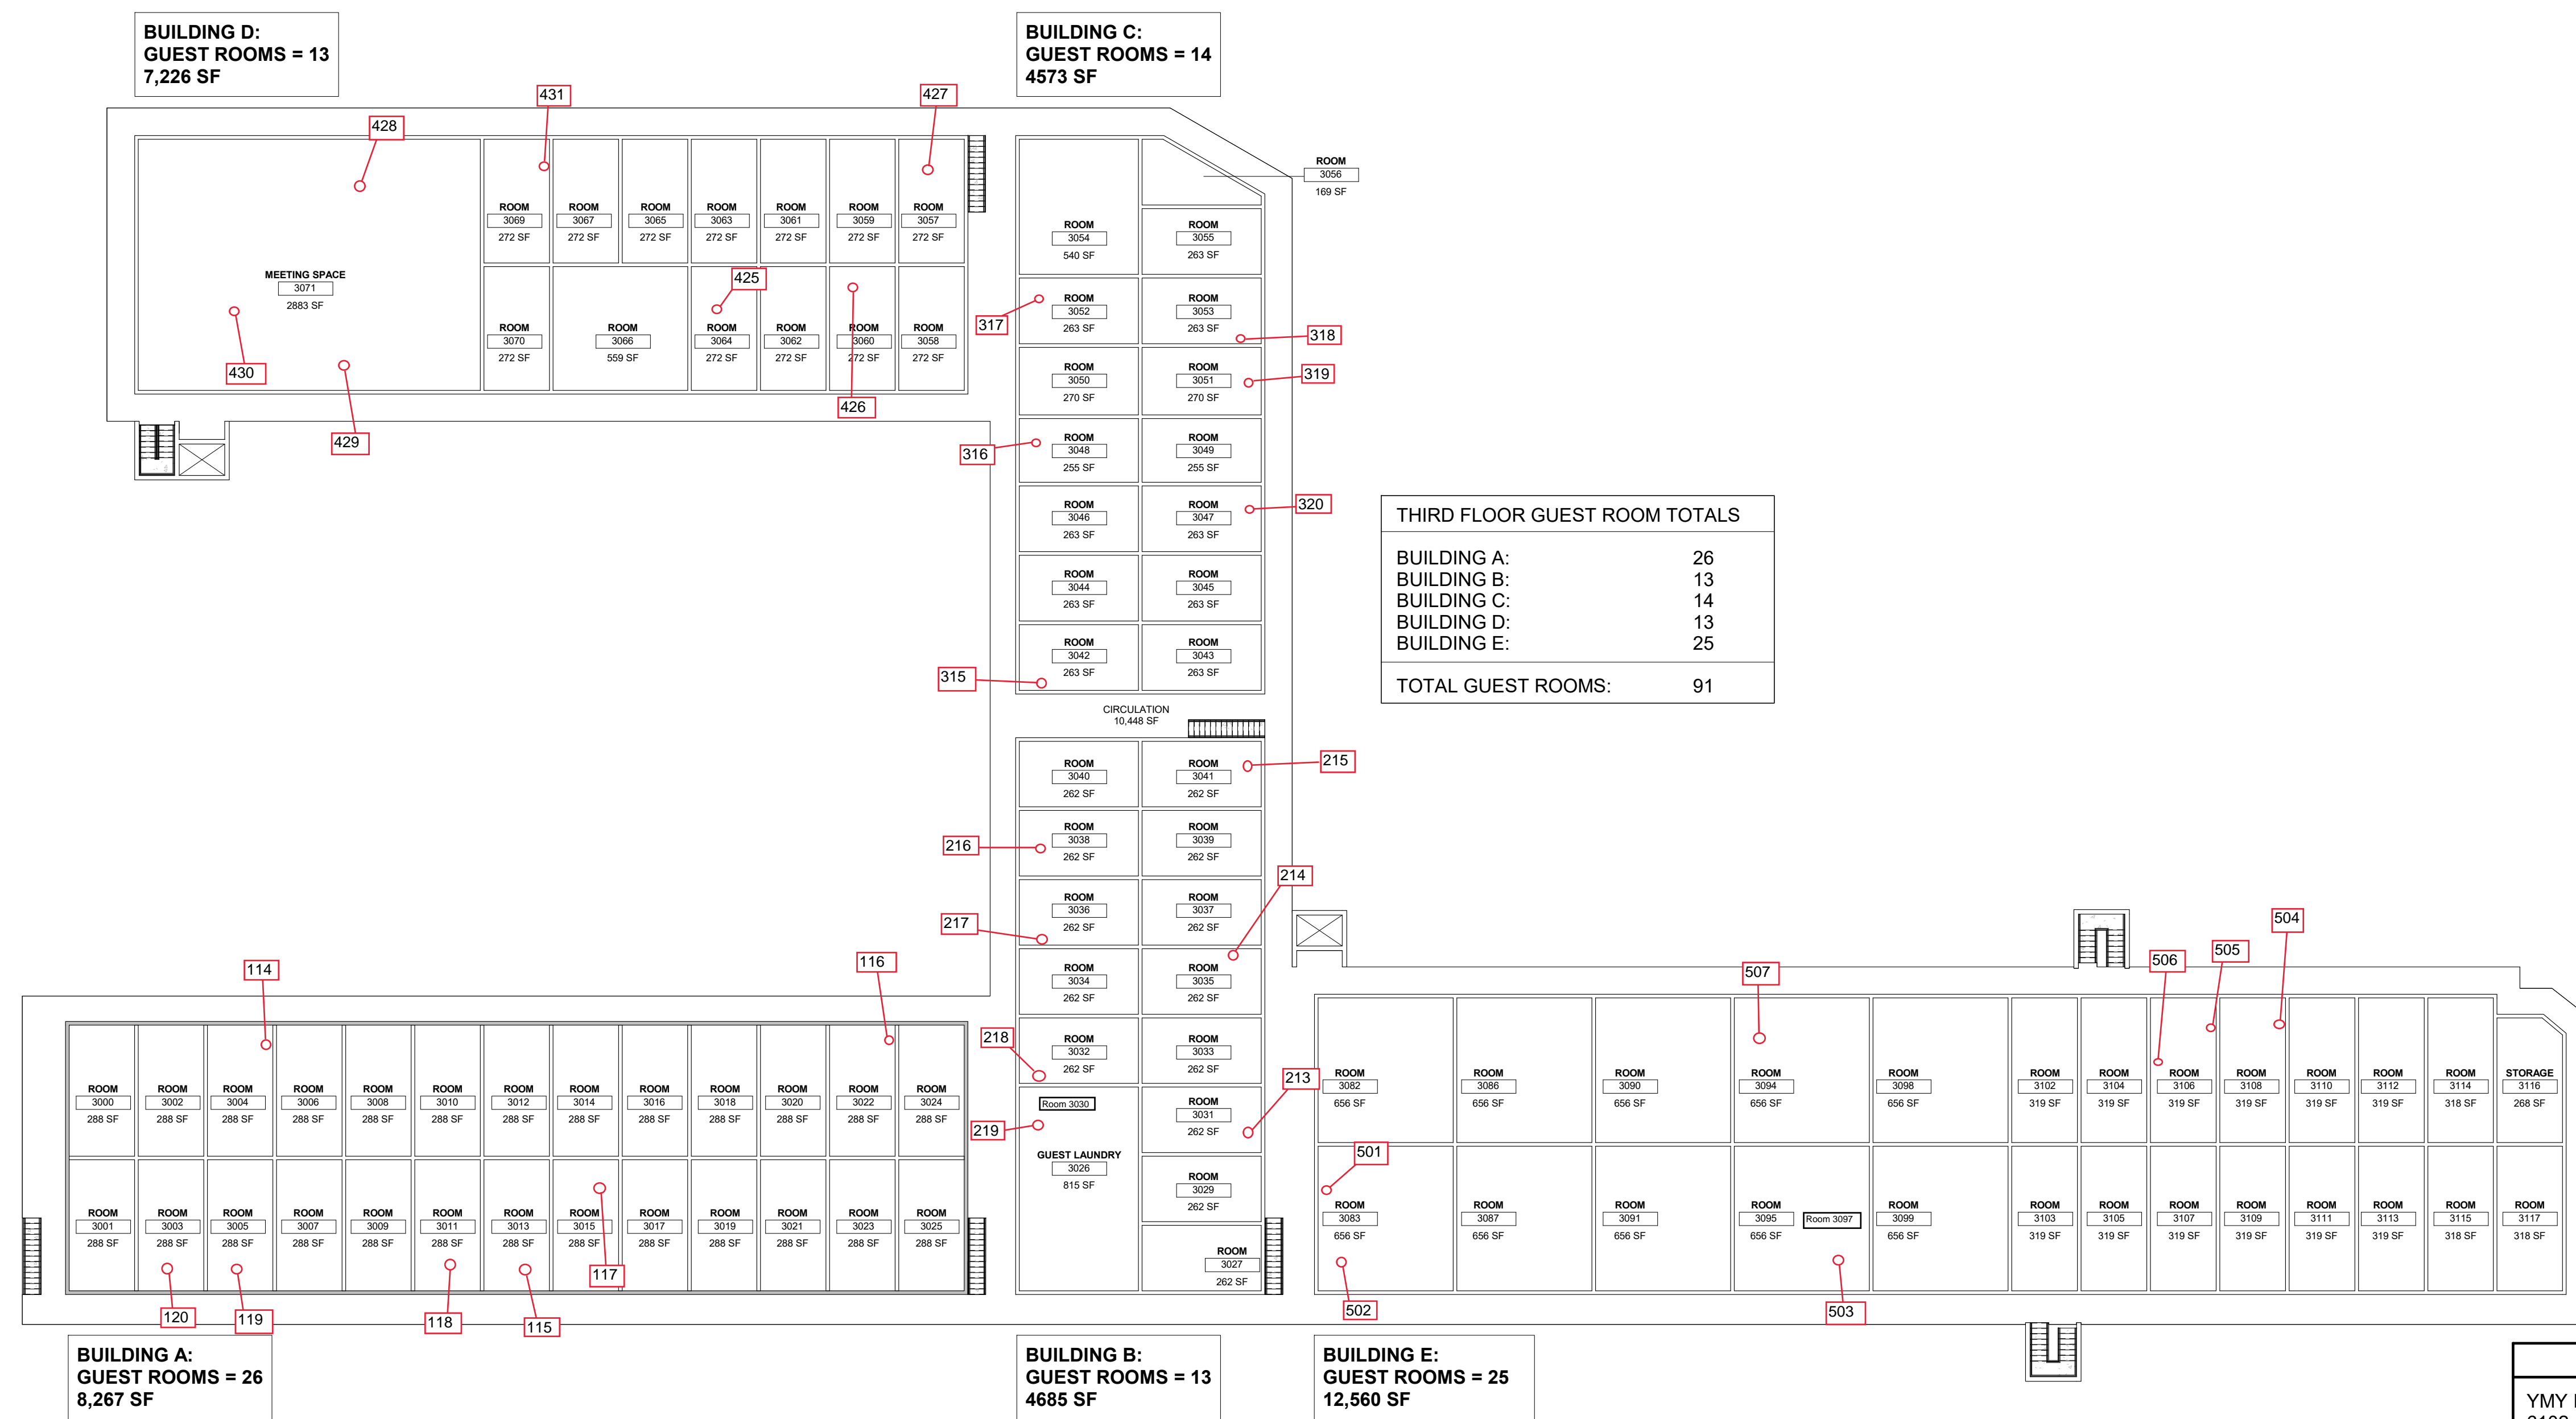 BUILDING D:
GUEST ROOMS = 13
7,226 SF
BUILDING C:
GUEST ROOMS = 14
4573 SF
431
427
428
ROOM
3056
169 SF
ROOM ROOM ROOM ROOM ROOM ROOM ROOM
3069 3067 3065 3063 3061 3059 3057
272 SF 272 SF 272 SF 272 SF 272 SF 272 SF 272 SF
MEETING SPACE
3071
2883 SF
425
ROOM ROOM ROOM ROOM ROOM ROOM
3070 3066 3064 3062 3060 3058
272 SF 559 SF 272 SF 272 SF 272 SF 272 SF
430
426
429
ROOM ROOM
3054 3055
540 SF 263 SF
ROOM ROOM
3052 3053
263 SF 263 SF
317
318
ROOM ROOM
3050 3051
270 SF 270 SF
319
ROOM ROOM
3048 3049
255 SF 255 SF
316
ROOM ROOM
3046 3047
263 SF 263 SF
320
ROOM ROOM
3044 3045
263 SF 263 SF
ROOM ROOM
3042 3043
263 SF 263 SF
315
THIRD FLOOR GUEST ROOM TOTALS
BUILDING A: 26
BUILDING B: 13
BUILDING C: 14
BUILDING D: 13
BUILDING E: 25
TOTAL GUEST ROOMS: 91
CIRCULATION
10,448 SF
ROOM ROOM
3040 3041
262 SF 262 SF
215
ROOM ROOM
3038 3039
262 SF 262 SF
216
214
ROOM ROOM
3036 3037
262 SF 262 SF
217
ROOM ROOM
3034 3035
262 SF 262 SF
ROOM ROOM
3032 3033
262 SF 262 SF
218
213
Room 3030
219
GUEST LAUNDRY
3026
815 SF
ROOM
3031
262 SF
ROOM
3029
262 SF
ROOM
3027
262 SF
114
116
ROOM ROOM ROOM ROOM ROOM ROOM ROOM ROOM ROOM ROOM ROOM ROOM ROOM
3000 3002 3004 3006 3008 3010 3012 3014 3016 3018 3020 3022 3024
288 SF 288 SF 288 SF 288 SF 288 SF 288 SF 288 SF 288 SF 288 SF 288 SF 288 SF 288 SF 288 SF
ROOM ROOM ROOM ROOM ROOM ROOM ROOM ROOM ROOM ROOM ROOM ROOM ROOM
3001 3003 3005 3007 3009 3011 3013 3015 3017 3019 3021 3023 3025
288 SF 288 SF 288 SF 288 SF 288 SF 288 SF 288 SF 288 SF 288 SF 288 SF 288 SF 288 SF 288 SF
117
120
119
118
115
504
505
506
507
ROOM ROOM ROOM ROOM ROOM ROOM ROOM ROOM ROOM ROOM ROOM ROOM STORAGE
3082 3086 3090 3094 3098 3102 3104 3106 3108 3110 3112 3114 3116
656 SF 656 SF 656 SF 656 SF 656 SF 319 SF 319 SF 319 SF 319 SF 319 SF 319 SF 318 SF 268 SF
501
ROOM ROOM ROOM ROOM ROOM ROOM ROOM ROOM ROOM ROOM ROOM ROOM ROOM
3083 3087 3091 3095 Room 3097 3099 3103 3105 3107 3109 3111 3113 3115 3117
656 SF 656 SF 656 SF 656 SF 656 SF 319 SF 319 SF 319 SF 319 SF 319 SF 319 SF 318 SF 318 SF
502
503
BUILDING A:
GUEST ROOMS = 26
8,267 SF
BUILDING B:
GUEST ROOMS = 13
4685 SF
BUILDING E:
GUEST ROOMS = 25
12,560 SF
YMY